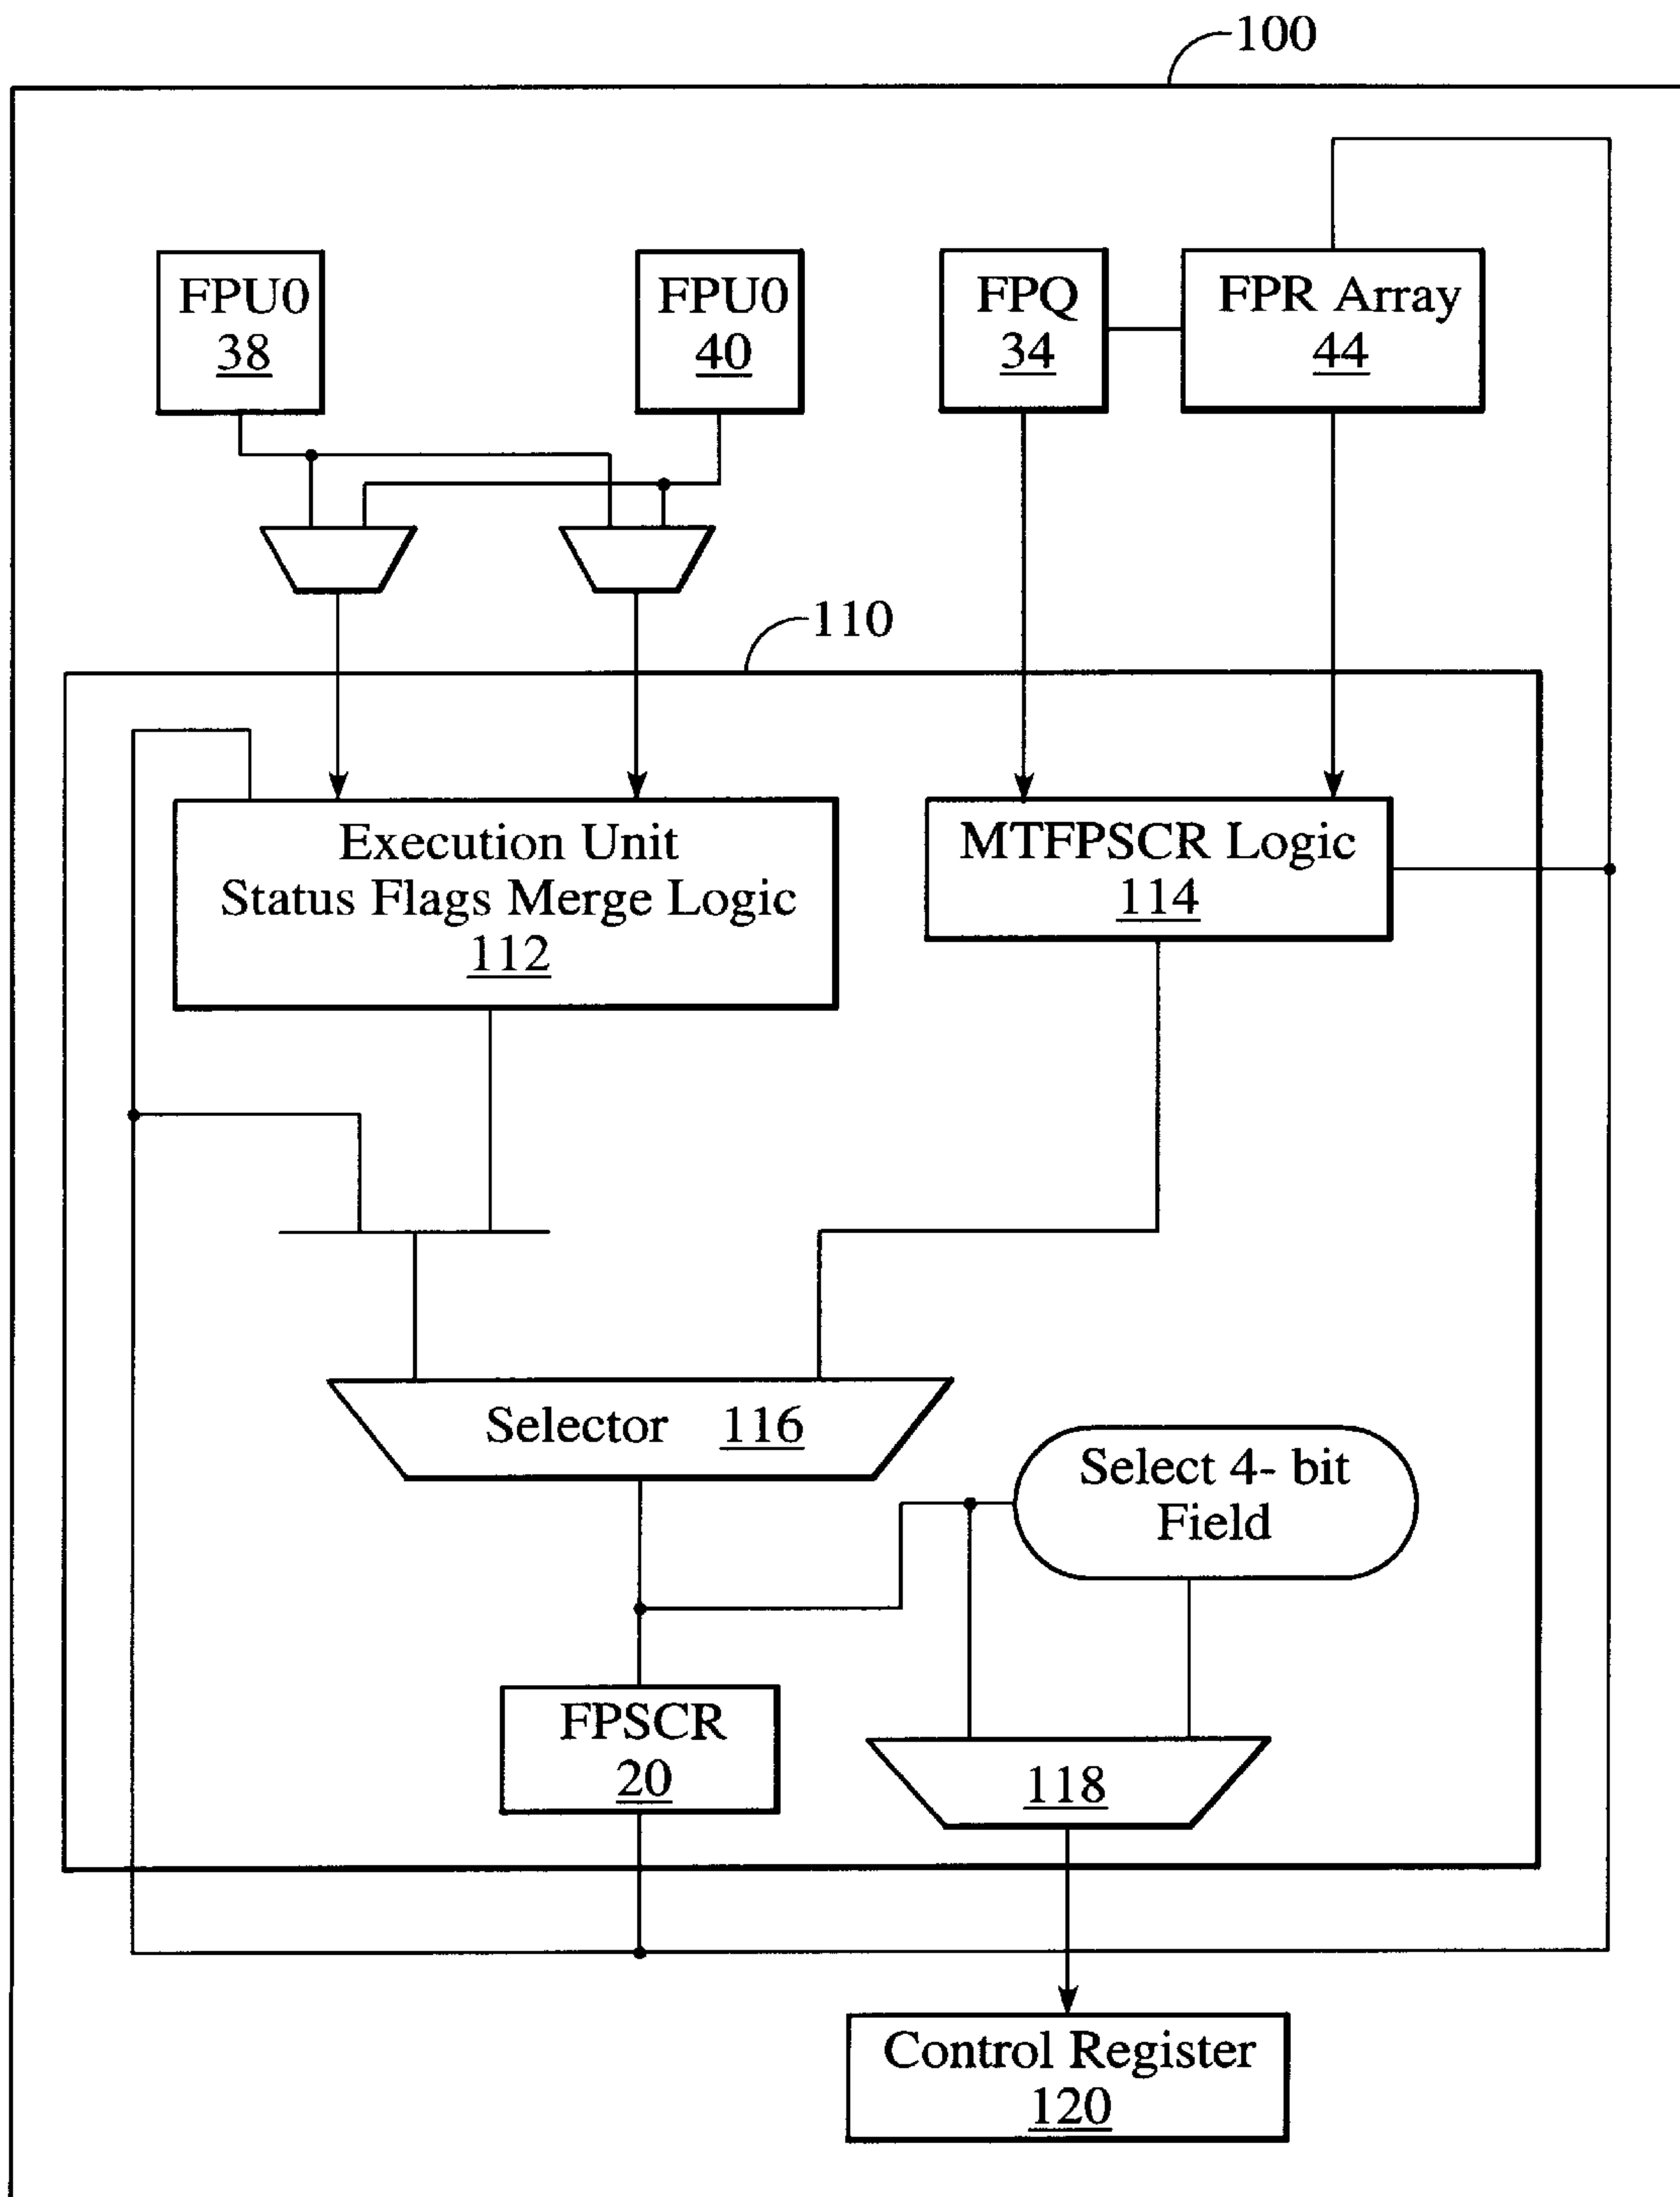 100
FPU0
38
FPU0
40
FPQ
34
FPR Array
44
110
Execution Unit
Status Flags Merge Logic
112
MTFPSCR Logic
114
Selector 116
Select 4- bit
Field
FPSCR
20
118
Control Register
120